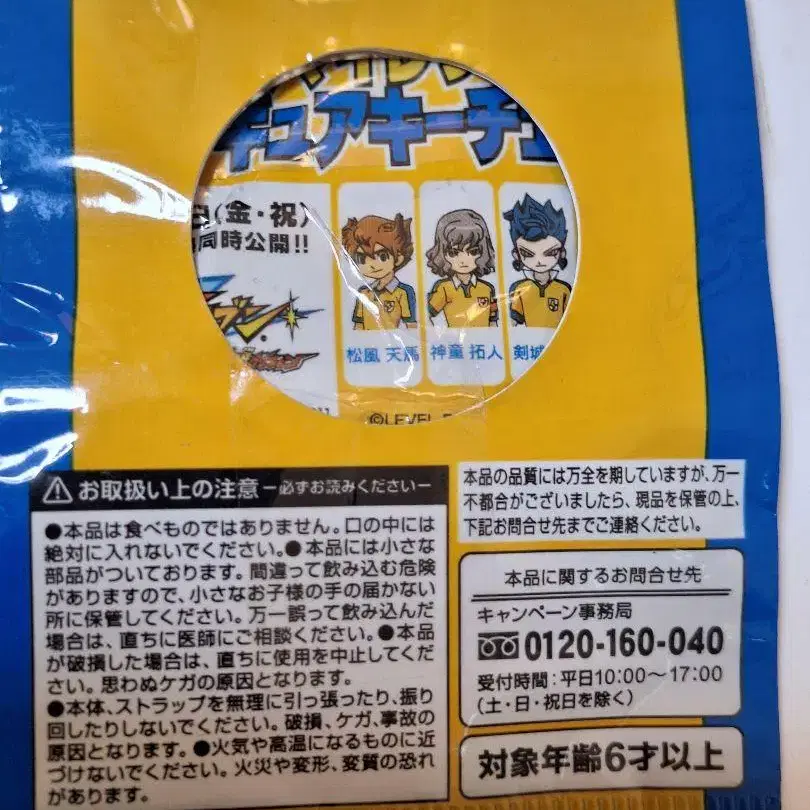 キュアキーチェ
(金・祝)
同時公開!!
ブン
松風 天馬
神童 拓人
剣城
©LEVEL-5
⚠お取扱い上の注意ー必ずお読みくださいー
●本品は食べものではありません。口の中には
絶対に入れないでください。●本品には小さな
部品がついております。間違って飲み込む危険
がありますので、小さなお子様の手の届かない
所に保管してください。万一誤って飲み込んだ
場合は、直ちに医師にご相談ください。●本品
が破損した場合は、直ちに使用を中止してくだ
さい。思わぬケガの原因となります。
●本体、ストラップを無理に引っ張ったり、振り
回したりしないでください。破損、ケガ、事故の
原因となります。●火気や高温になるものに近
づけないでください。火災や変形、変質の恐れ
があります。
本品の品質には万全を期していますが、万一
不都合がございましたら、現品を保管の上、
下記お問合せ先までご連絡ください。
本品に関するお問合せ先
キャンペーン事務局
0120-160-040
受付時間:平日10:00〜17:00
(土・日・祝日を除く)
対象年齢6才以上